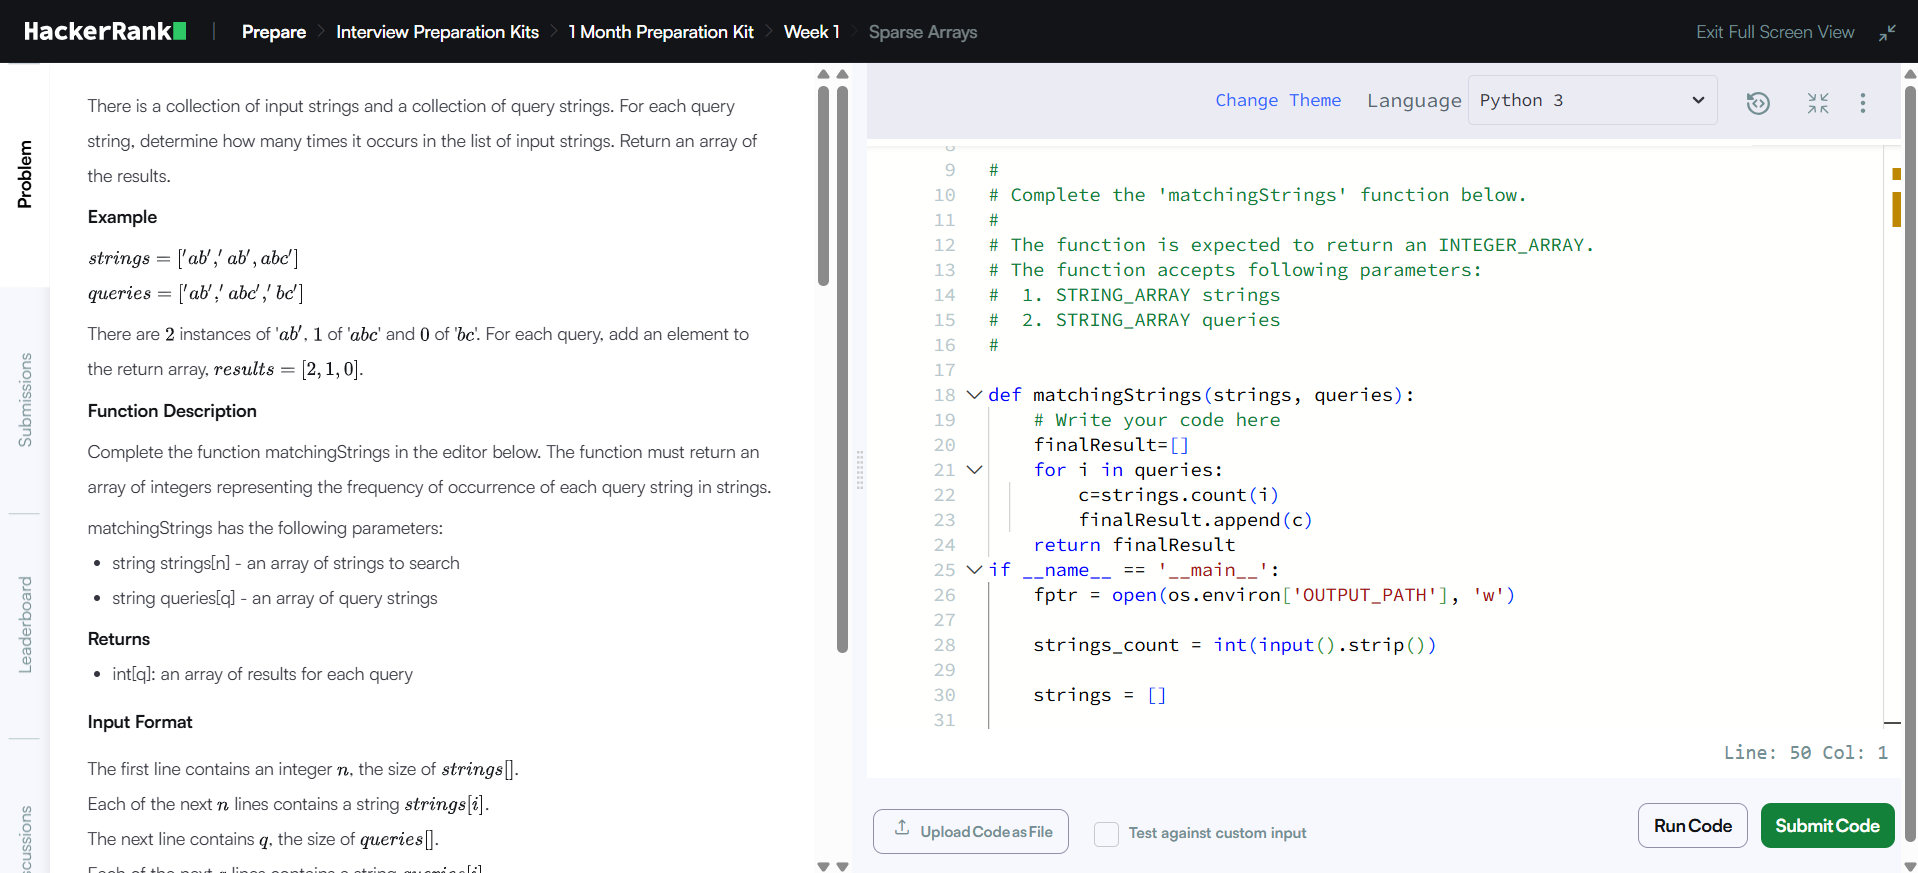 HackerRank
Prepare
Interview Preparation Kits
1 Month Preparation Kit
Week 1
Sparse Arrays
Exit Full Screen View
Problem
Submissions
Leaderboard
There is a collection of input strings and a collection of query strings. For each query
string, determine how many times it occurs in the list of input strings. Return an array of
the results.
Example
strings = ['ab',' ab', abc']
queries = ['ab',' abc',' bc']
There are 2 instances of 'ab', 1 of 'abc' and 0 of 'bc'. For each query, add an element to
the return array, results = [2, 1, 0].
Function Description
Complete the function matchingStrings in the editor below. The function must return an
array of integers representing the frequency of occurrence of each query string in strings.
matchingStrings has the following parameters:
• string strings[n] - an array of strings to search
• string queries[q] - an array of query strings
Returns
• int[q]: an array of results for each query
Input Format
The first line contains an integer n, the size of strings[].
Each of the next n lines contains a string strings[i].
The next line contains q, the size of queries[].
Each of the next q lines contains a string queries[i].
Change Theme
Language
Python 3
8
9 #
10 # Complete the 'matchingStrings' function below.
11 #
12 # The function is expected to return an INTEGER_ARRAY.
13 # The function accepts following parameters:
14 #  1. STRING_ARRAY strings
15 #  2. STRING_ARRAY queries
16 #
17
18 def matchingStrings(strings, queries):
19     # Write your code here
20     finalResult=[]
21     for i in queries:
22         c=strings.count(i)
23         finalResult.append(c)
24     return finalResult
25 if __name__ == '__main__':
26     fptr = open(os.environ['OUTPUT_PATH'], 'w')
27
28     strings_count = int(input().strip())
29
30     strings = []
31
Line: 50 Col: 1
Upload Code as File
Test against custom input
Run Code
Submit Code